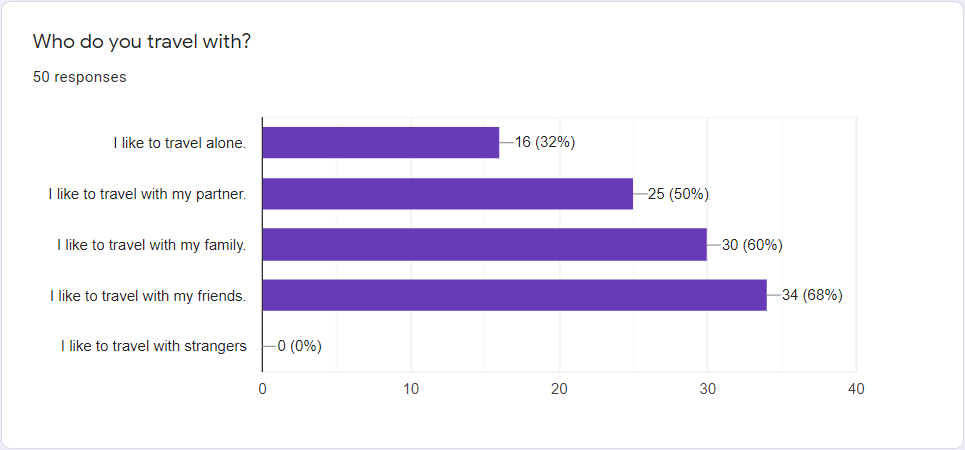 Who do you travel with?
50 responses
I like to travel alone.
16 (32%)
I like to travel with my partner.
25 (50%)
I like to travel with my family.
30 (60%)
I like to travel with my friends.
34 (68%)
I like to travel with strangers
0 (0%)
0 10 20 30 40